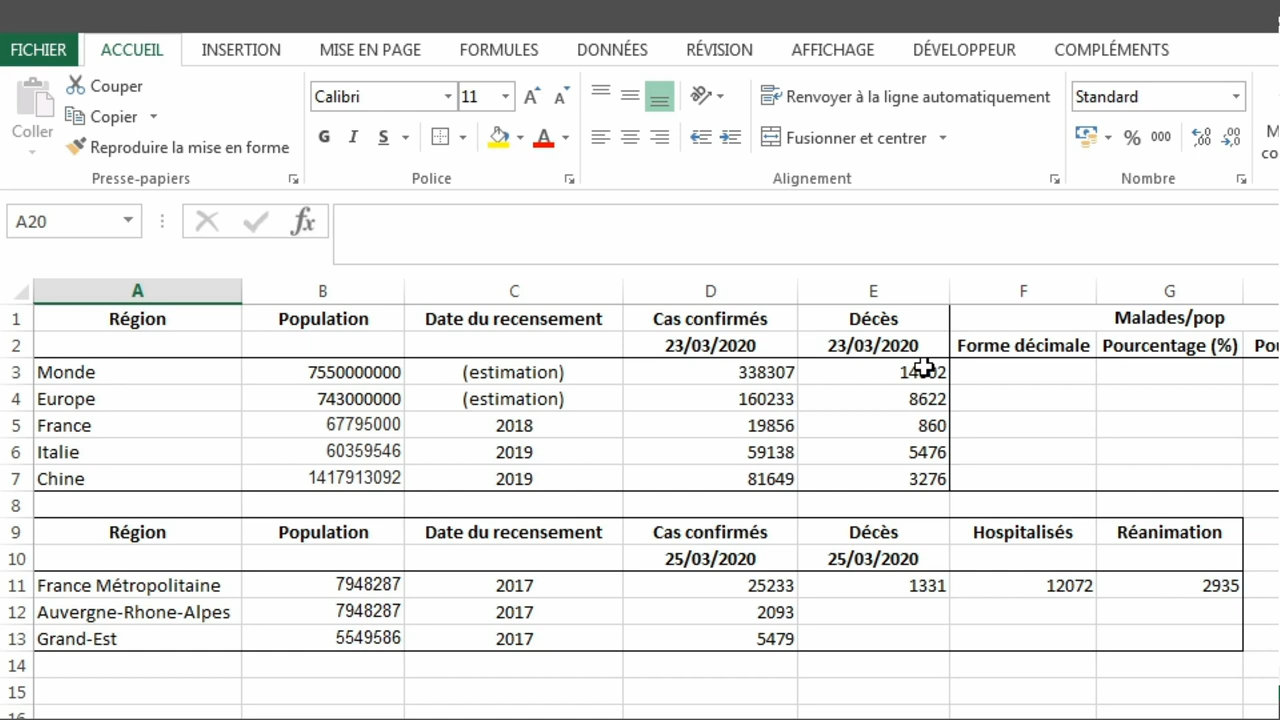 FICHIER ACCUEIL INSERTION MISE EN PAGE FORMULES DONNÉES RÉVISION AFFICHAGE DÉVELOPPEUR COMPLÉMENTS
Coller
Couper
Copier
Reproduire la mise en forme
Presse-papiers
Calibri 11 A A
G I S A
Police
Renvoyer à la ligne automatiquement
Fusionner et centrer
Alignement
Standard
% 000 ,00 ,00
Nombre
A20 fx
A B C D E F G
1 Région Population Date du recensement Cas confirmés Décès Malades/pop
2 23/03/2020 23/03/2020 Forme décimale Pourcentage (%)
3 Monde 7550000000 (estimation) 338307
4 Europe 743000000 (estimation) 160233 8622
5 France 67795000 2018 19856 860
6 Italie 60359546 2019 59138 5476
7 Chine 1417913092 2019 81649 3276
8
9 Région Population Date du recensement Cas confirmés Décès Hospitalisés Réanimation
10 25/03/2020 25/03/2020
11 France Métropolitaine 7948287 2017 25233 1331 12072 2935
12 Auvergne-Rhone-Alpes 7948287 2017 2093
13 Grand-Est 5549586 2017 5479
14
15